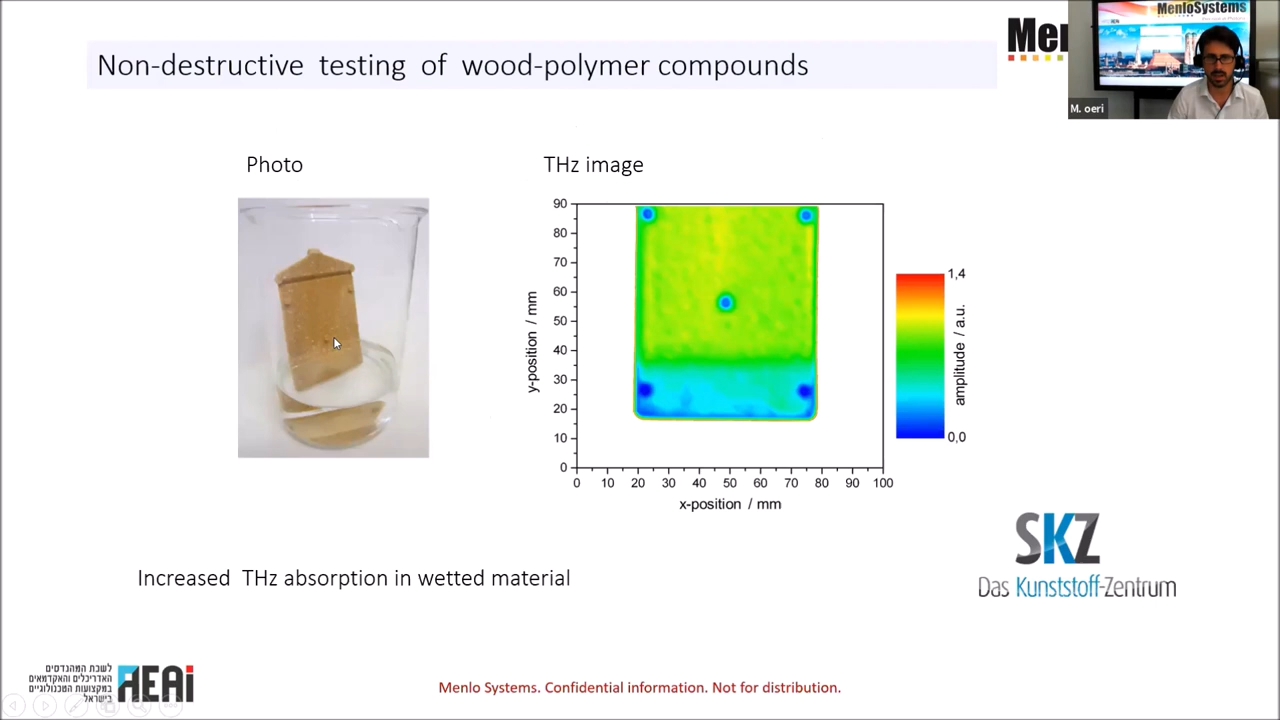 Non-destructive testing of wood-polymer compounds
MenloSystems
M. oeri
Photo
THz image
90
80
70
60
50
40
30
20
10
0
y-position / mm
0 10 20 30 40 50 60 70 80 90 100
x-position / mm
1,4
0,0
amplitude / a.u.
SKZ
Das Kunststoff-Zentrum
Increased THz absorption in wetted material
לשכת המהנדסים
האדריכלים והאקדמאים
במקצועות הטכנולוגיים
בישראל
AEAi
Menlo Systems. Confidential information. Not for distribution.